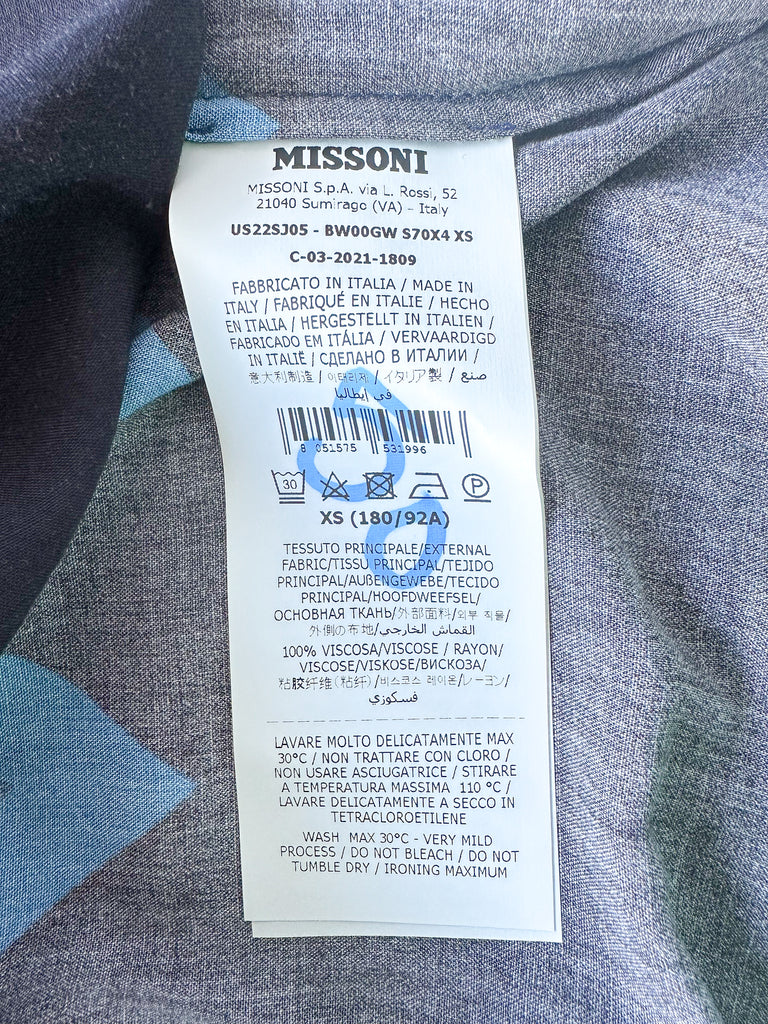 MISSONI
MISSONI S.p.A. via L. Rossi, 52
21040 Sumirago (VA) - Italy
US22SJ05 - BW00GW S70X4 XS
C-03-2021-1809
FABBRICATO IN ITALIA / MADE IN
ITALY / FABRIQUÉ EN ITALIE / HECHO
EN ITALIA / HERGESTELLT IN ITALIEN /
FABRICADO EM ITÁLIA / VERVAARDIGD
IN ITALIË / СДЕЛАНО В ИТАЛИИ /
意大利制造 / 이태리제 / イタリア製 / صنع
في إيطاليا
8 051575 531996
30 P
XS (180/92A)
TESSUTO PRINCIPALE/EXTERNAL
FABRIC/TISSU PRINCIPAL/TEJIDO
PRINCIPAL/AUßENGEWEBE/TECIDO
PRINCIPAL/HOOFDWEEFSEL/
ОСНОВНАЯ ТКАНЬ/外部面料/외부 직물/
外側の布地/القماش الخارجي/
100% VISCOSA/VISCOSE / RAYON/
VISCOSE/VISKOSE/ВИСКОЗА/
粘胶纤维(粘纤)/비스코스 레이온/レーヨン/
فسكوزي
LAVARE MOLTO DELICATAMENTE MAX
30°C / NON TRATTARE CON CLORO /
NON USARE ASCIUGATRICE / STIRARE
A TEMPERATURA MASSIMA 110 °C /
LAVARE DELICATAMENTE A SECCO IN
TETRACLOROETILENE
WASH MAX 30°C - VERY MILD
PROCESS / DO NOT BLEACH / DO NOT
TUMBLE DRY / IRONING MAXIMUM